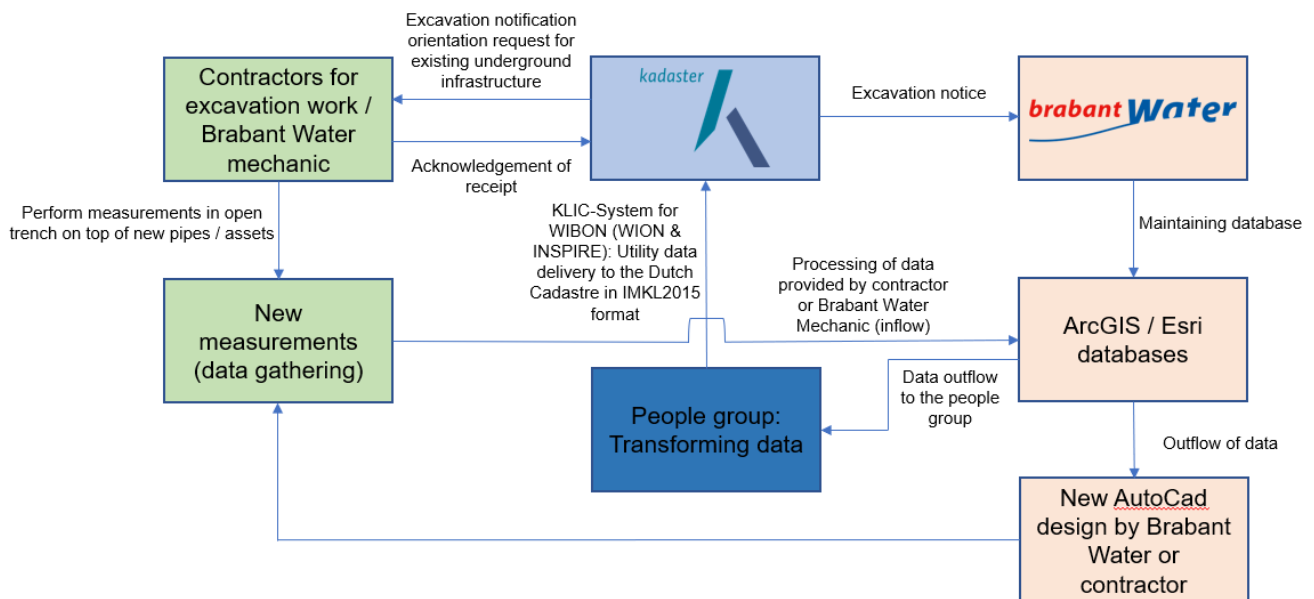 Excavation notification
orientation request for
existing underground
infrastructure
Contractors for
excavation work /
Brabant Water
mechanic
kadaster
Excavation notice
brabant Water
Acknowledgement of
receipt
Perform measurements in open
trench on top of new pipes / assets
KLIC-System for
WIBON (WION &
INSPIRE): Utility data
delivery to the Dutch
Cadastre in IMKL2015
format
Maintaining database
Processing of data
provided by contractor
or Brabant Water
Mechanic (inflow)
New
measurements
(data gathering)
ArcGIS / Esri
databases
People group:
Transforming data
Data outflow
to the people
group
Outflow of data
New AutoCad
design by Brabant
Water or
contractor